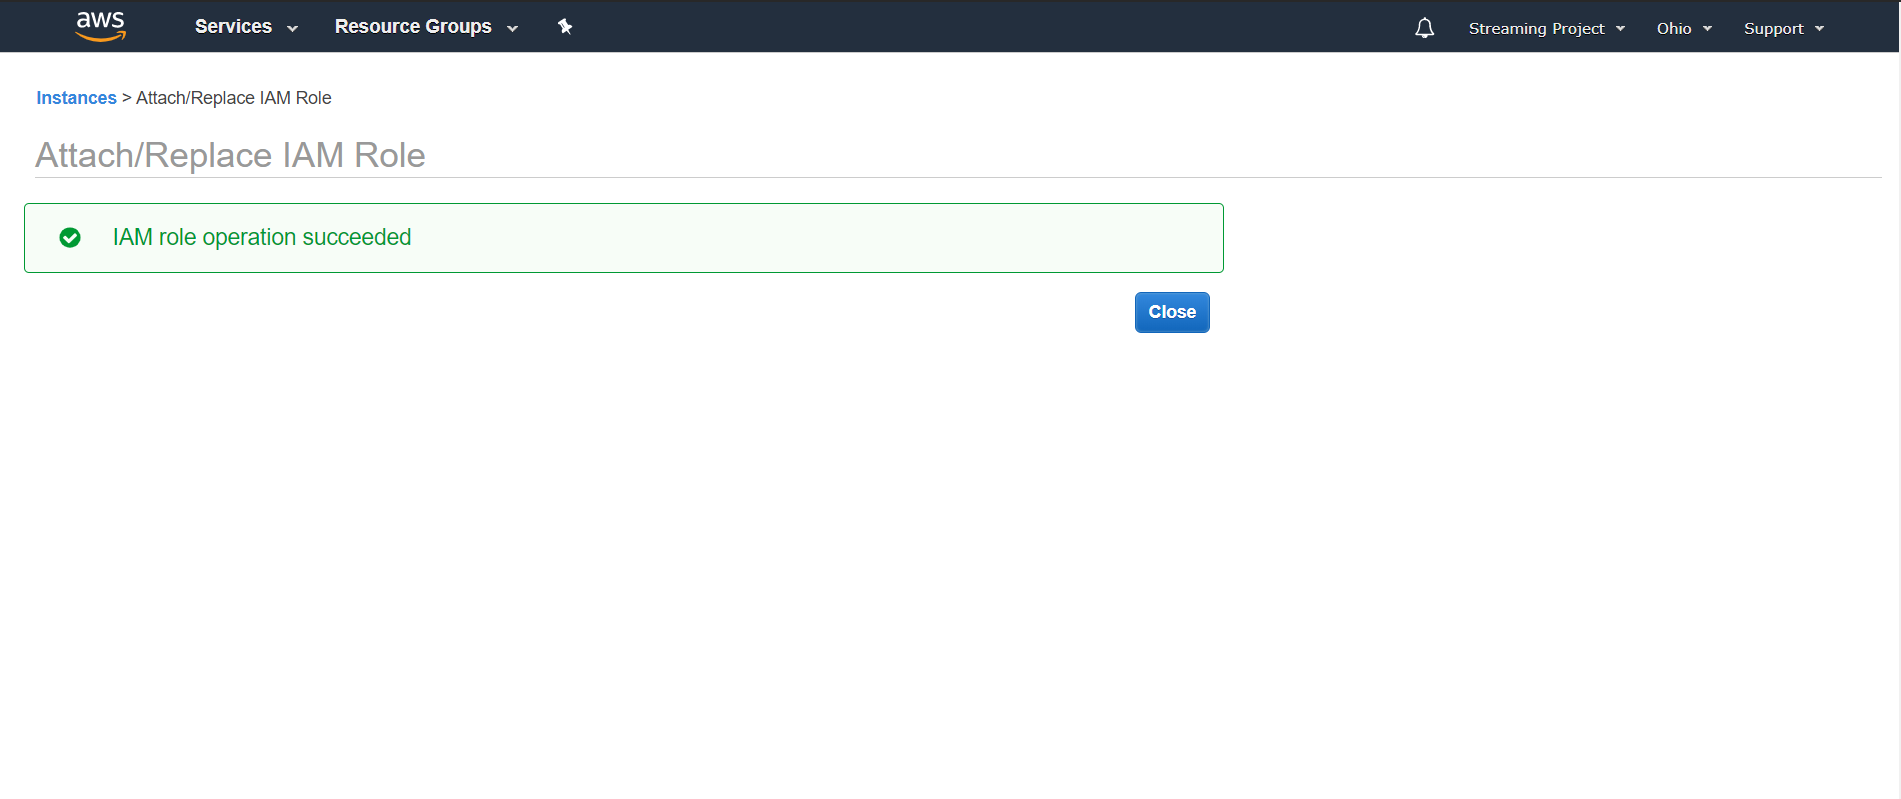 aws Services Resource Groups Streaming Project Ohio Support
Instances > Attach/Replace IAM Role
Attach/Replace IAM Role
IAM role operation succeeded
Close